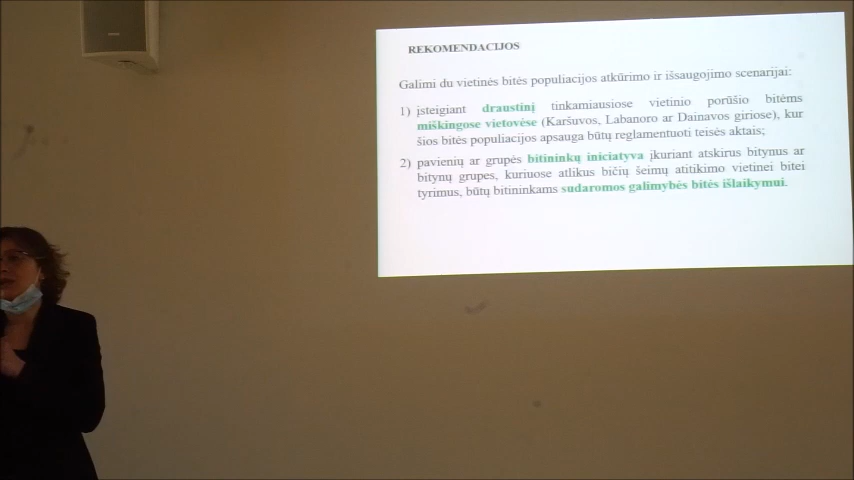 REKOMENDACIJOS
Galimi du vietinės bitės populiacijos atkūrimo ir išsaugojimo scenarijai:
1) įsteigiant draustinį tinkamiausiose vietinio porūšio bitėms
miškingose vietovėse (Karšuvos, Labanoro ar Dainavos giriose), kur
šios bitės populiacijos apsauga būtų reglamentuoti teisės aktais;
2) pavienių ar grupės bitininkų iniciatyva įkuriant atskirus bitynus ar
bitynų grupes, kuriuose atlikus bičių šeimų atitikimo vietinei bitei
tyrimus, būtų bitininkams sudaromos galimybės bitės išlaikymui.